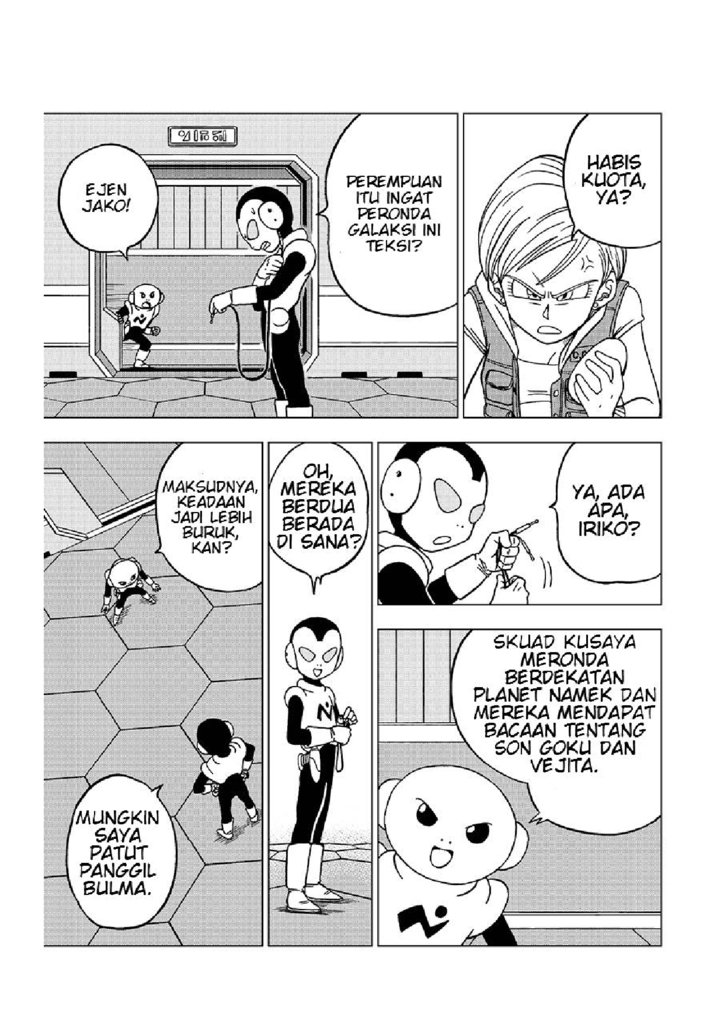 HABIS
KUOTA,
YA?
PEREMPUAN
ITU INGAT
PERONDA
GALAKSI INI
TEKSI?
EJEN
JAKO!
YA, ADA
APA,
IRIKO?
SKUAD KUSAYA
MERONDA
BERDEKATAN
PLANET NAMEK DAN
MEREKA MENDAPAT
BACAAN TENTANG
SON GOKU DAN
VEJITA.
OH,
MEREKA
BERDUA
BERADA
DI SANA?
MAKSUDNYA,
KEADAAN
JADI LEBIH
BURUK,
KAN?
MUNGKIN
SAYA
PATUT
PANGGIL
BULMA.